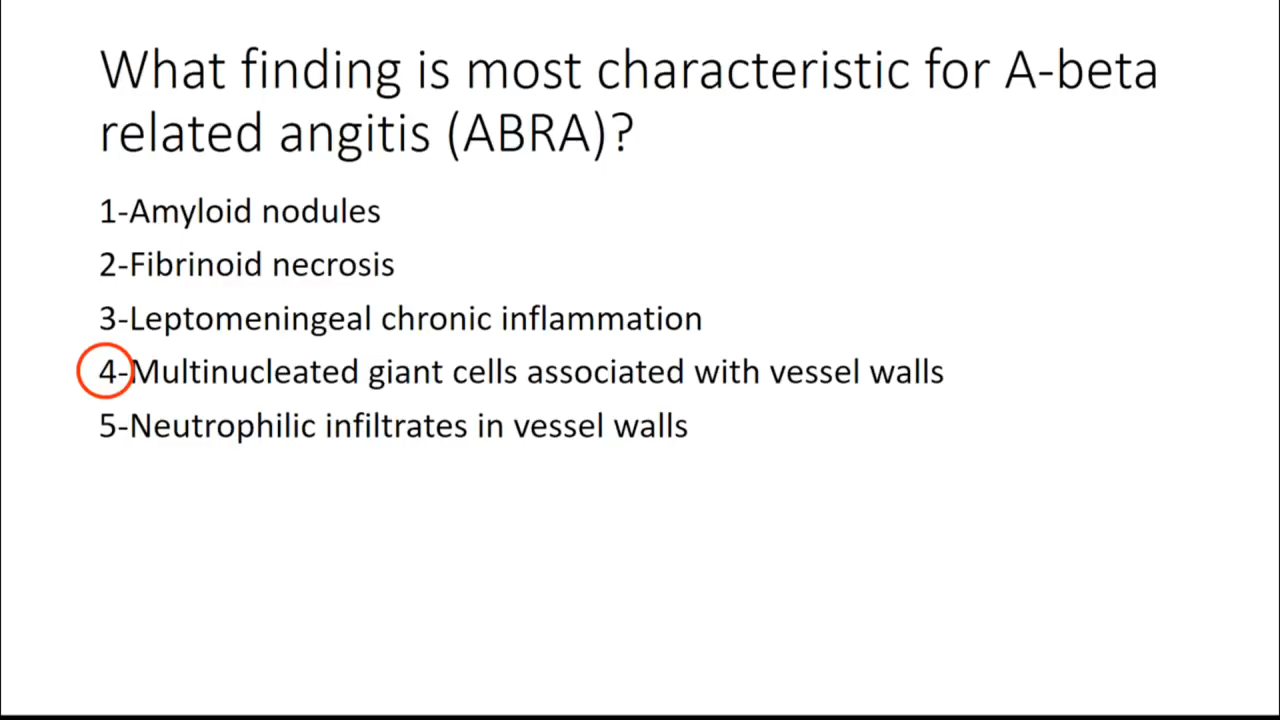 What finding is most characteristic for A-beta
related angitis (ABRA)?
1-Amyloid nodules
2-Fibrinoid necrosis
3-Leptomeningeal chronic inflammation
4-Multinucleated giant cells associated with vessel walls
5-Neutrophilic infiltrates in vessel walls